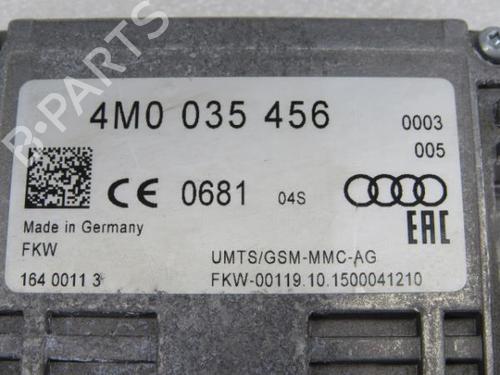 4M0 035 456
0003
005
CE 0681 04S
Made in Germany
EAC
FKW
UMTS/GSM-MMC-AG
164 0011 3
FKW-00119.10.1500041210
B-PARTS